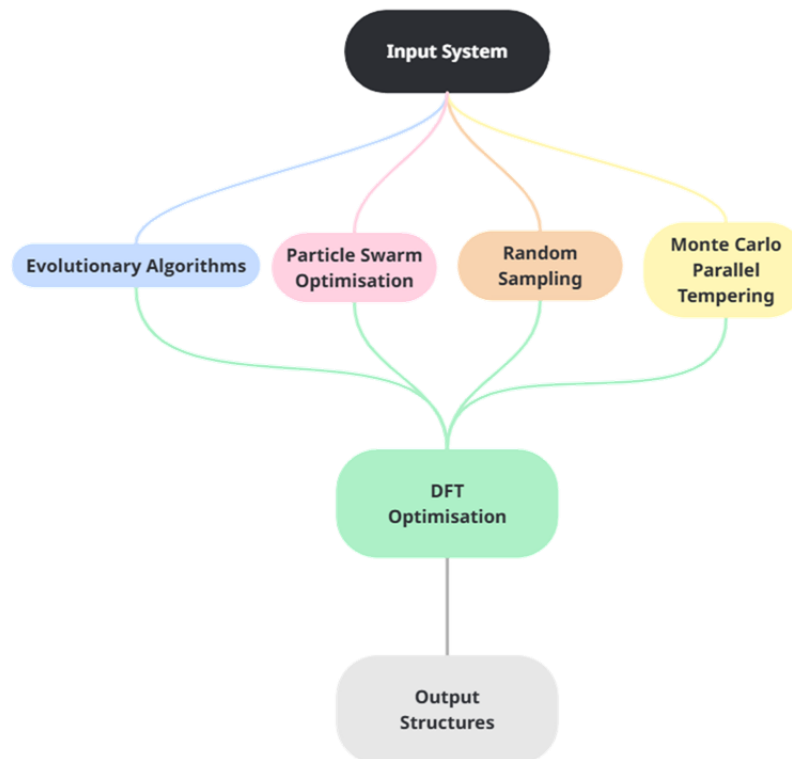 Input System
Evolutionary Algorithms
Particle Swarm
Optimisation
Random
Sampling
Monte Carlo
Parallel
Tempering
DFT
Optimisation
Output
Structures